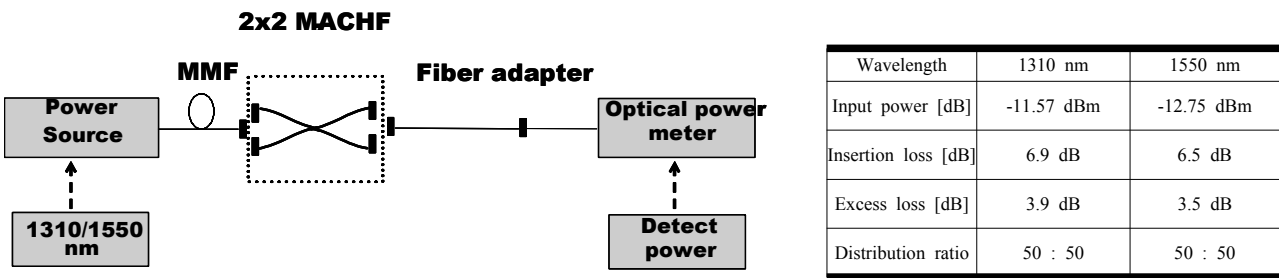 2x2 MACHF
MMF
Fiber adapter
Power
Source
Optical power
meter
1310/1550
nm
Detect
power
Wavelength 1310 nm 1550 nm
Input power [dB] -11.57 dBm -12.75 dBm
Insertion loss [dB] 6.9 dB 6.5 dB
Excess loss [dB] 3.9 dB 3.5 dB
Distribution ratio 50 : 50 50 : 50